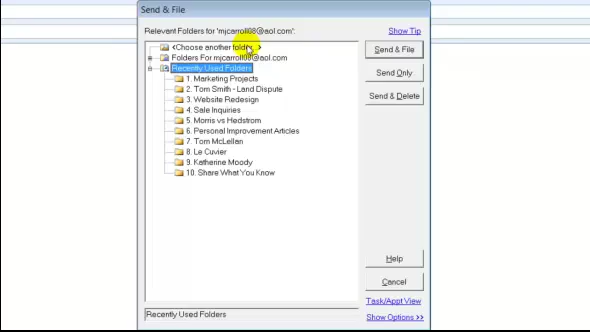 Send & File
Relevant Folders for 'mjcarroll08@aol.com':
Show Tip
<Choose another folder...>
Folders For mjcarroll08@aol.com
Recently Used Folders
1. Marketing Projects
2. Tom Smith - Land Dispute
3. Website Redesign
4. Sale Inquiries
5. Morris vs Hedstrom
6. Personal Improvement Articles
7. Tom McLellan
8. Le Cuvier
9. Katherine Moody
10. Share What You Know
Send & File
Send Only
Send & Delete
Help
Cancel
Task/Appt View
Recently Used Folders
Show Options >>